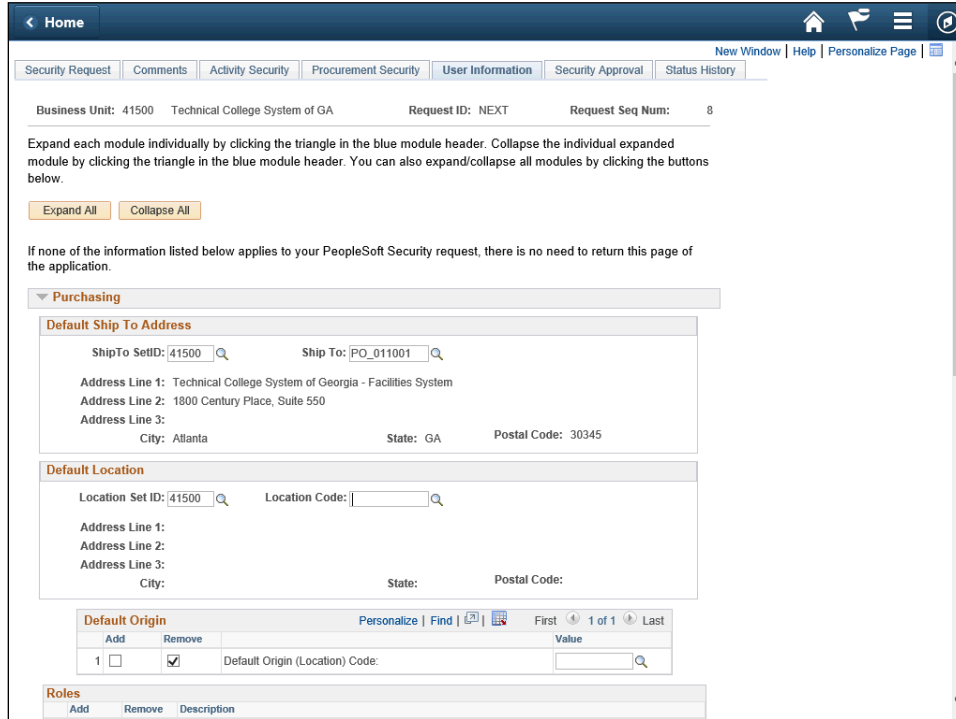 Home
New Window | Help | Personalize Page |
Security Request Comments Activity Security Procurement Security User Information Security Approval Status History
Business Unit: 41500 Technical College System of GA Request ID: NEXT Request Seq Num: 8
Expand each module individually by clicking the triangle in the blue module header. Collapse the individual expanded
module by clicking the triangle in the blue module header. You can also expand/collapse all modules by clicking the buttons
below.
Expand All Collapse All
If none of the information listed below applies to your PeopleSoft Security request, there is no need to return this page of
the application.
Purchasing
Default Ship To Address
ShipTo SetID: 41500 Ship To: PO_011001
Address Line 1: Technical College System of Georgia - Facilities System
Address Line 2: 1800 Century Place, Suite 550
Address Line 3:
City: Atlanta State: GA Postal Code: 30345
Default Location
Location Set ID: 41500 Location Code:
Address Line 1:
Address Line 2:
Address Line 3:
City: State: Postal Code:
Default Origin Personalize | Find | | First 1 of 1 Last
Add Remove Value
1 Default Origin (Location) Code:
Roles
Add Remove Description